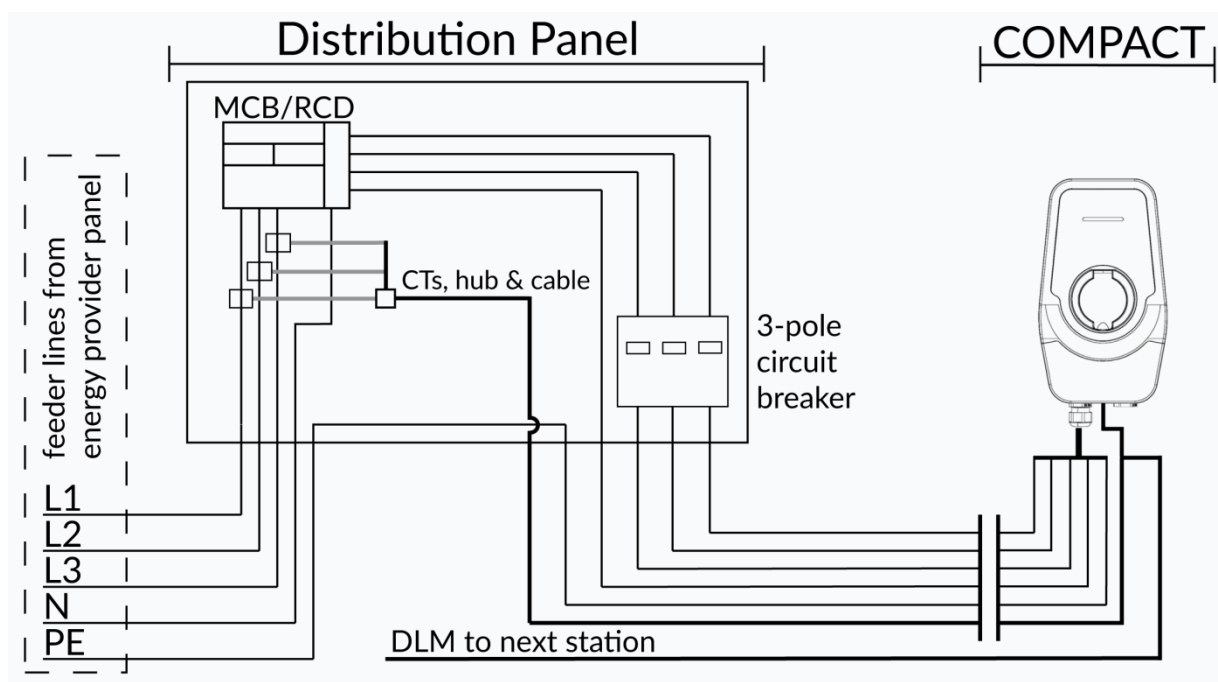 Distribution Panel
COMPACT
MCB/RCD
feeder lines from
energy provider panel
CTs, hub & cable
3-pole
circuit
breaker
L1
L2
L3
N
PE
DLM to next station